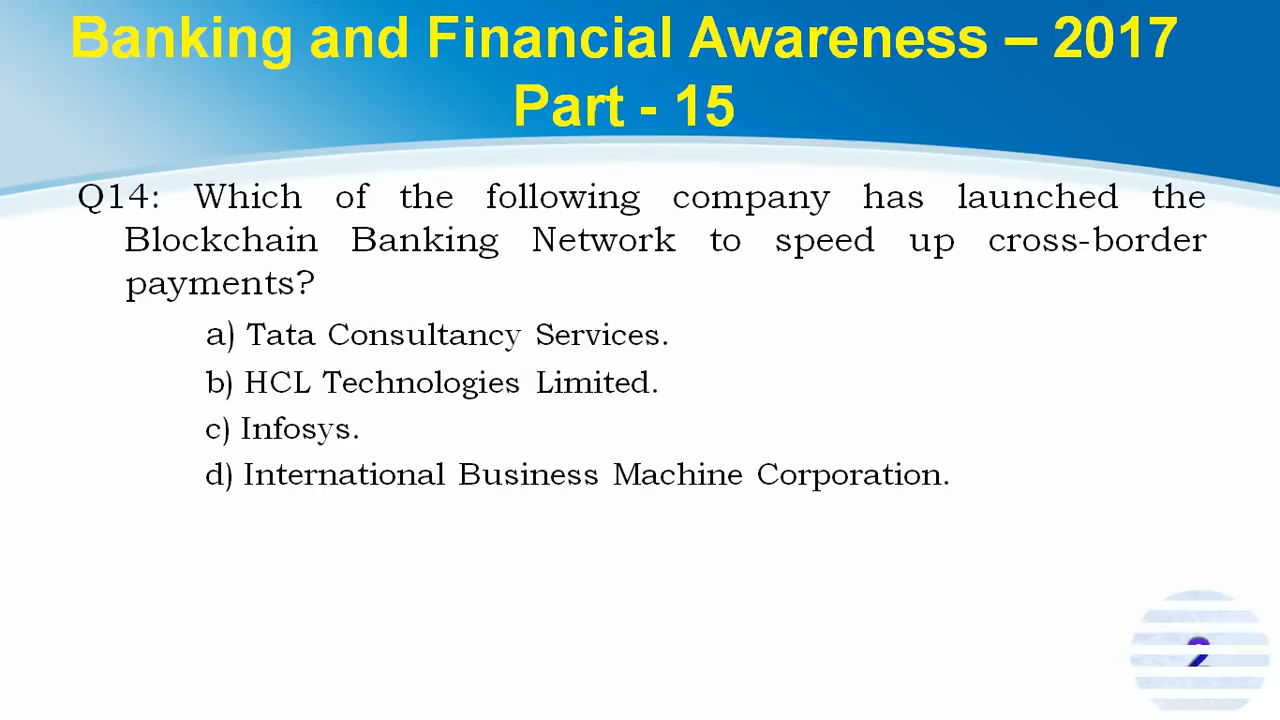 Banking and Financial Awareness – 2017
Part - 15
Q14: Which of the following company has launched the
Blockchain Banking Network to speed up cross-border
payments?
a) Tata Consultancy Services.
b) HCL Technologies Limited.
c) Infosys.
d) International Business Machine Corporation.
2